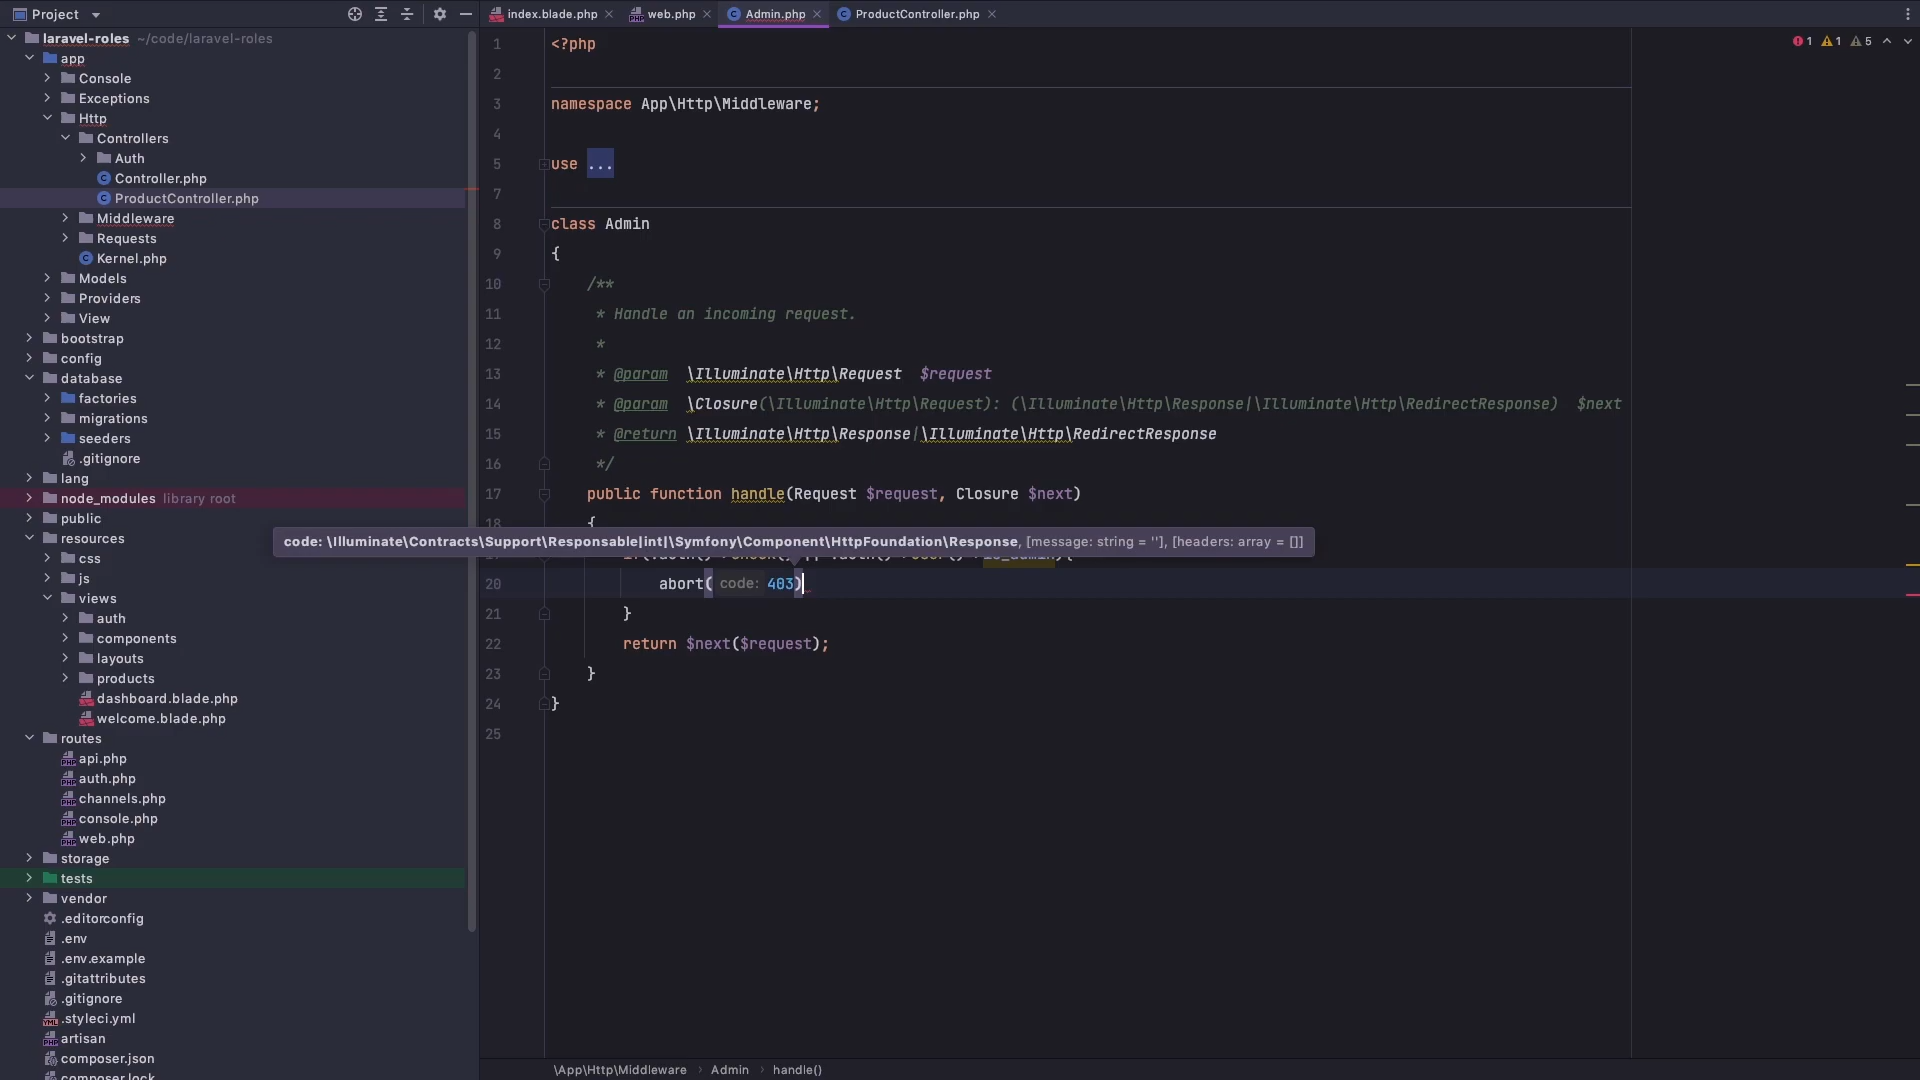 Project
index.blade.php
web.php
Admin.php
ProductController.php
laravel-roles ~/code/laravel-roles
app
Console
Exceptions
Http
Controllers
Auth
Controller.php
ProductController.php
Middleware
Requests
Kernel.php
Models
Providers
View
bootstrap
config
database
factories
migrations
seeders
.gitignore
lang
node_modules library root
public
resources
css
js
views
auth
components
layouts
products
dashboard.blade.php
welcome.blade.php
routes
api.php
auth.php
channels.php
console.php
web.php
storage
tests
vendor
.editorconfig
.env
.env.example
.gitattributes
.gitignore
.styleci.yml
artisan
composer.json
composer.lock
1 1 5
1 <?php
2
3 namespace App\Http\Middleware;
4
5 use ...
7
8 class Admin
9 {
10 /**
11 * Handle an incoming request.
12 *
13 * @param \Illuminate\Http\Request $request
14 * @param \Closure(\Illuminate\Http\Request): (\Illuminate\Http\Response|\Illuminate\Http\RedirectResponse) $next
15 * @return \Illuminate\Http\Response|\Illuminate\Http\RedirectResponse
16 */
17 public function handle(Request $request, Closure $next)
18 {
code: \Illuminate\Contracts\Support\Responsable|int|\Symfony\Component\HttpFoundation\Response, [message: string = ''], [headers: array = []]
20 abort( code: 403)
21 }
22 return $next($request);
23 }
24 }
25
\App\Http\Middleware › Admin › handle()